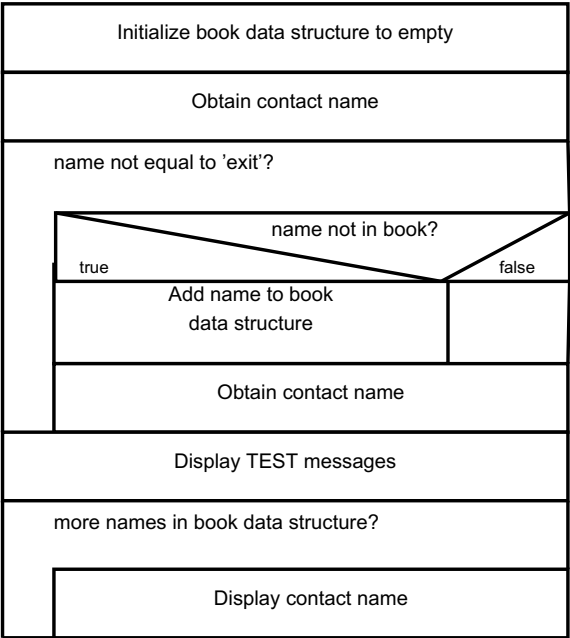 Initialize book data structure to empty
Obtain contact name
name not equal to ’exit’?
name not in book?
true
false
Add name to book
data structure
Obtain contact name
Display TEST messages
more names in book data structure?
Display contact name